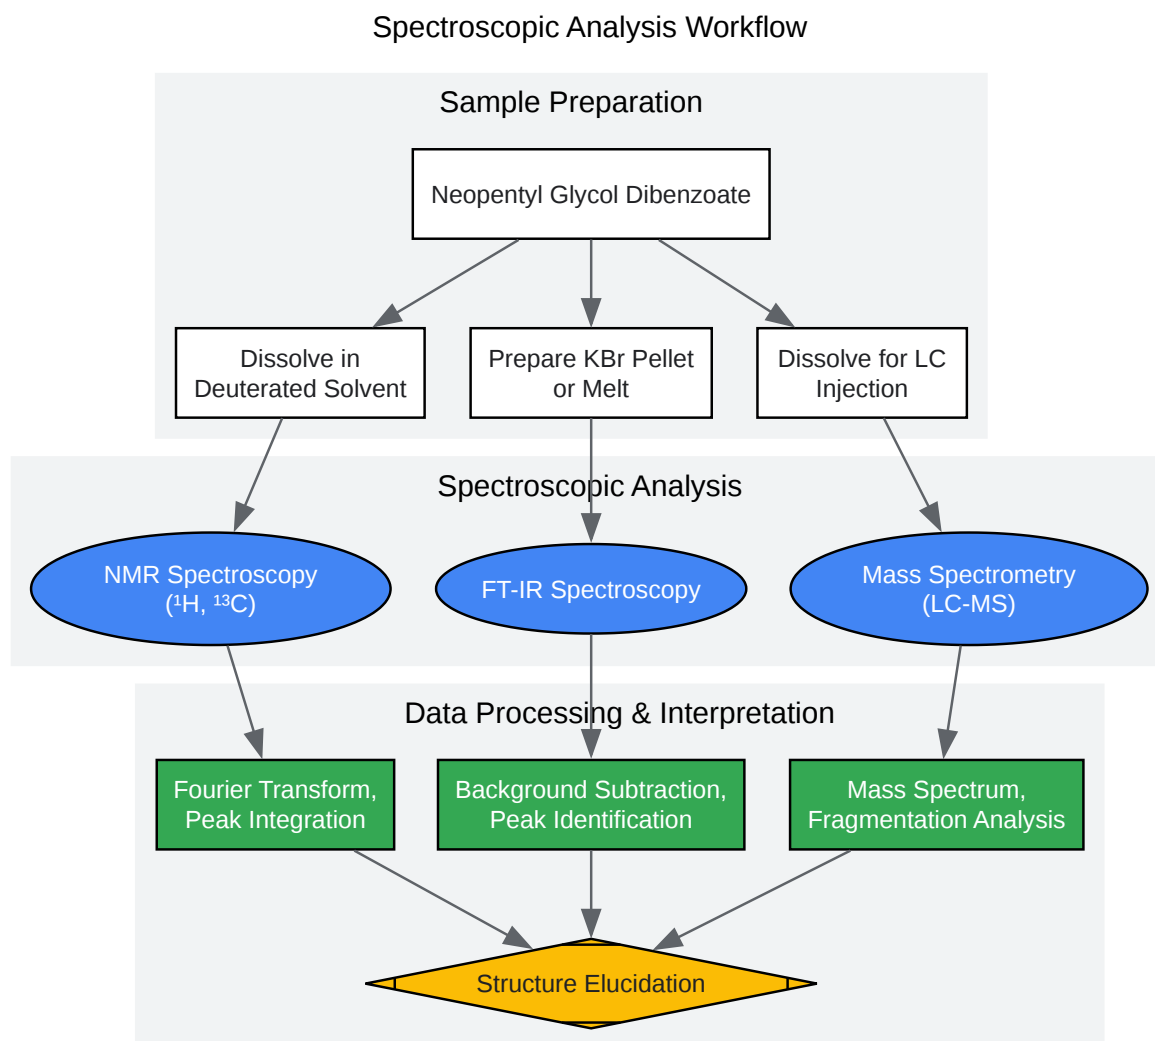 Spectroscopic Analysis Workflow
Sample Preparation
Neopentyl Glycol Dibenzoate
Dissolve in
Deuterated Solvent
Prepare KBr Pellet
or Melt
Dissolve for LC
Injection
Spectroscopic Analysis
NMR Spectroscopy
(¹H, ¹³C)
FT-IR Spectroscopy
Mass Spectrometry
(LC-MS)
Data Processing & Interpretation
Fourier Transform,
Peak Integration
Background Subtraction,
Peak Identification
Mass Spectrum,
Fragmentation Analysis
Structure Elucidation